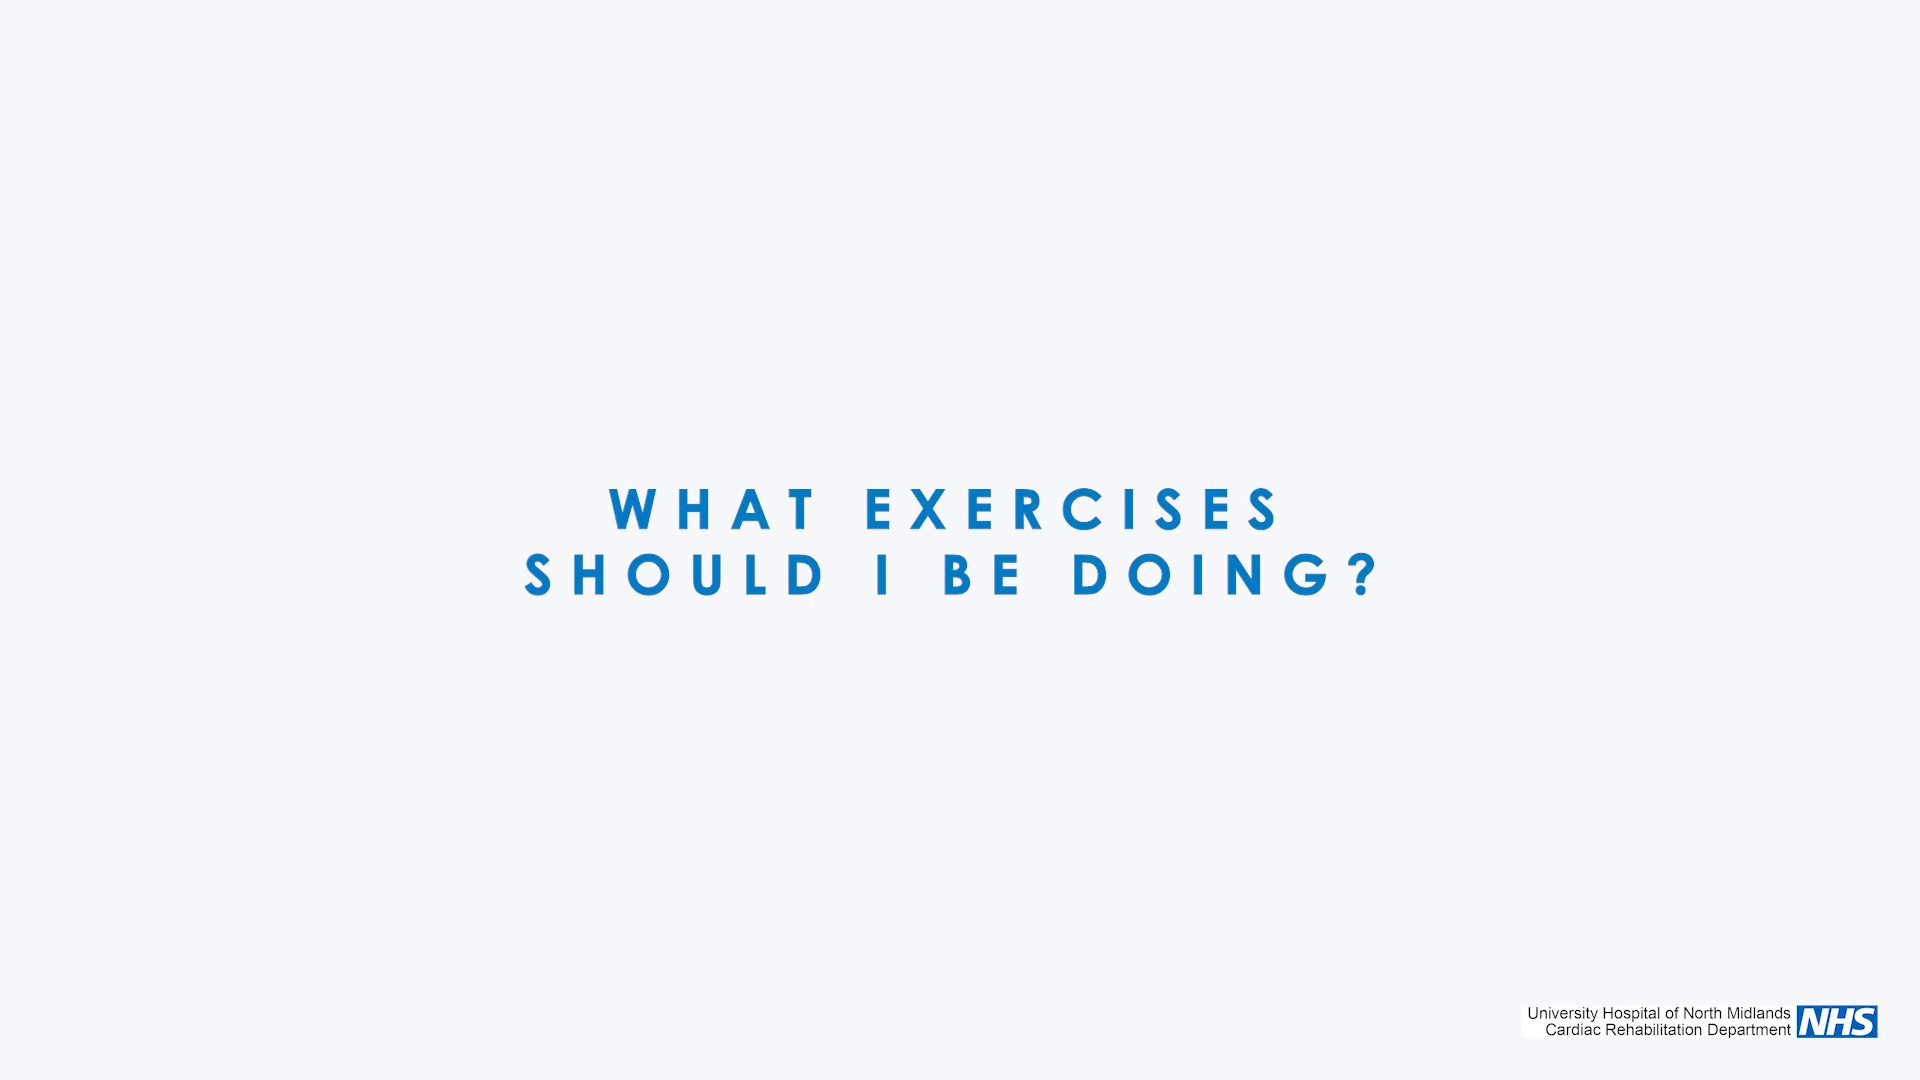 WHAT EXERCISES
SHOULD I BE DOING?
University Hospital of North Midlands
Cardiac Rehabilitation Department
NHS